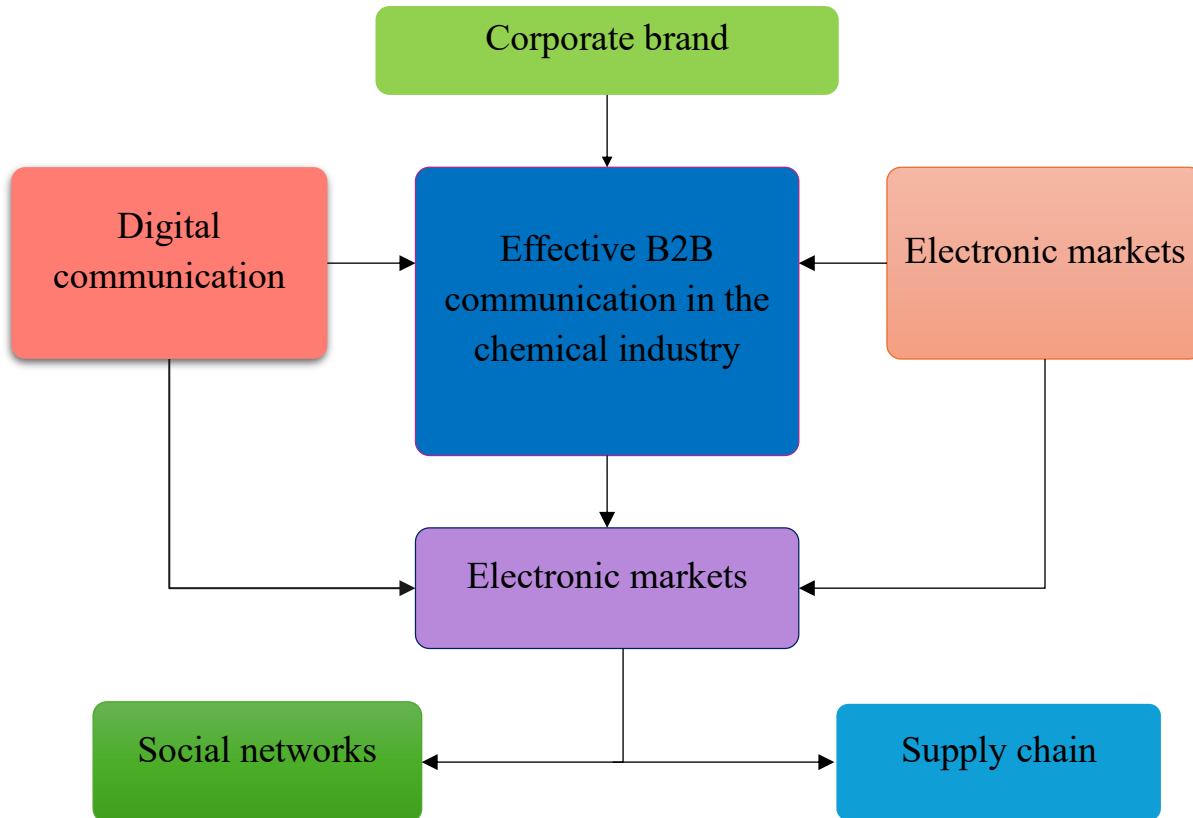 Corporate brand
Digital
communication
Effective B2B
communication in the
chemical industry
Electronic markets
Electronic markets
Social networks
Supply chain